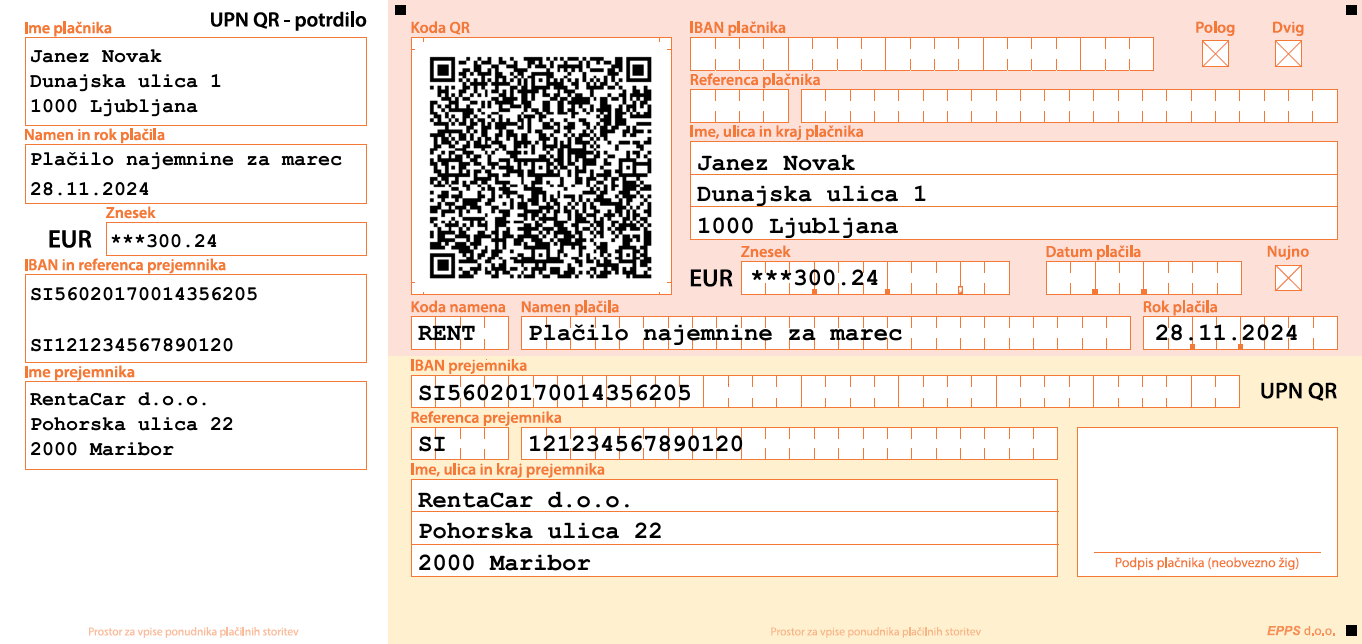 UPN QR - potrdilo
Ime plačnika
Janez Novak
Dunajska ulica 1
1000 Ljubljana
Namen in rok plačila
Plačilo najemnine za marec
28.11.2024
Znesek
EUR ***300.24
IBAN in referenca prejemnika
SI56020170014356205
SI121234567890120
Ime prejemnika
RentaCar d.o.o.
Pohorska ulica 22
2000 Maribor
Prostor za vpise ponudnika plačilnih storitev
Koda QR
IBAN plačnika
Polog
Dvig
Referenca plačnika
Ime, ulica in kraj plačnika
Janez Novak
Dunajska ulica 1
1000 Ljubljana
Znesek
Datum plačila
Nujno
EUR ***300.24
Koda namena
Namen plačila
Rok plačila
RENT
Plačilo najemnine za marec
28.11.2024
IBAN prejemnika
SI56020170014356205
UPN QR
Referenca prejemnika
SI
121234567890120
Ime, ulica in kraj prejemnika
RentaCar d.o.o.
Pohorska ulica 22
2000 Maribor
Podpis plačnika (neobvezno žig)
Prostor za vpise ponudnika plačilnih storitev
EPPS d.o.o.